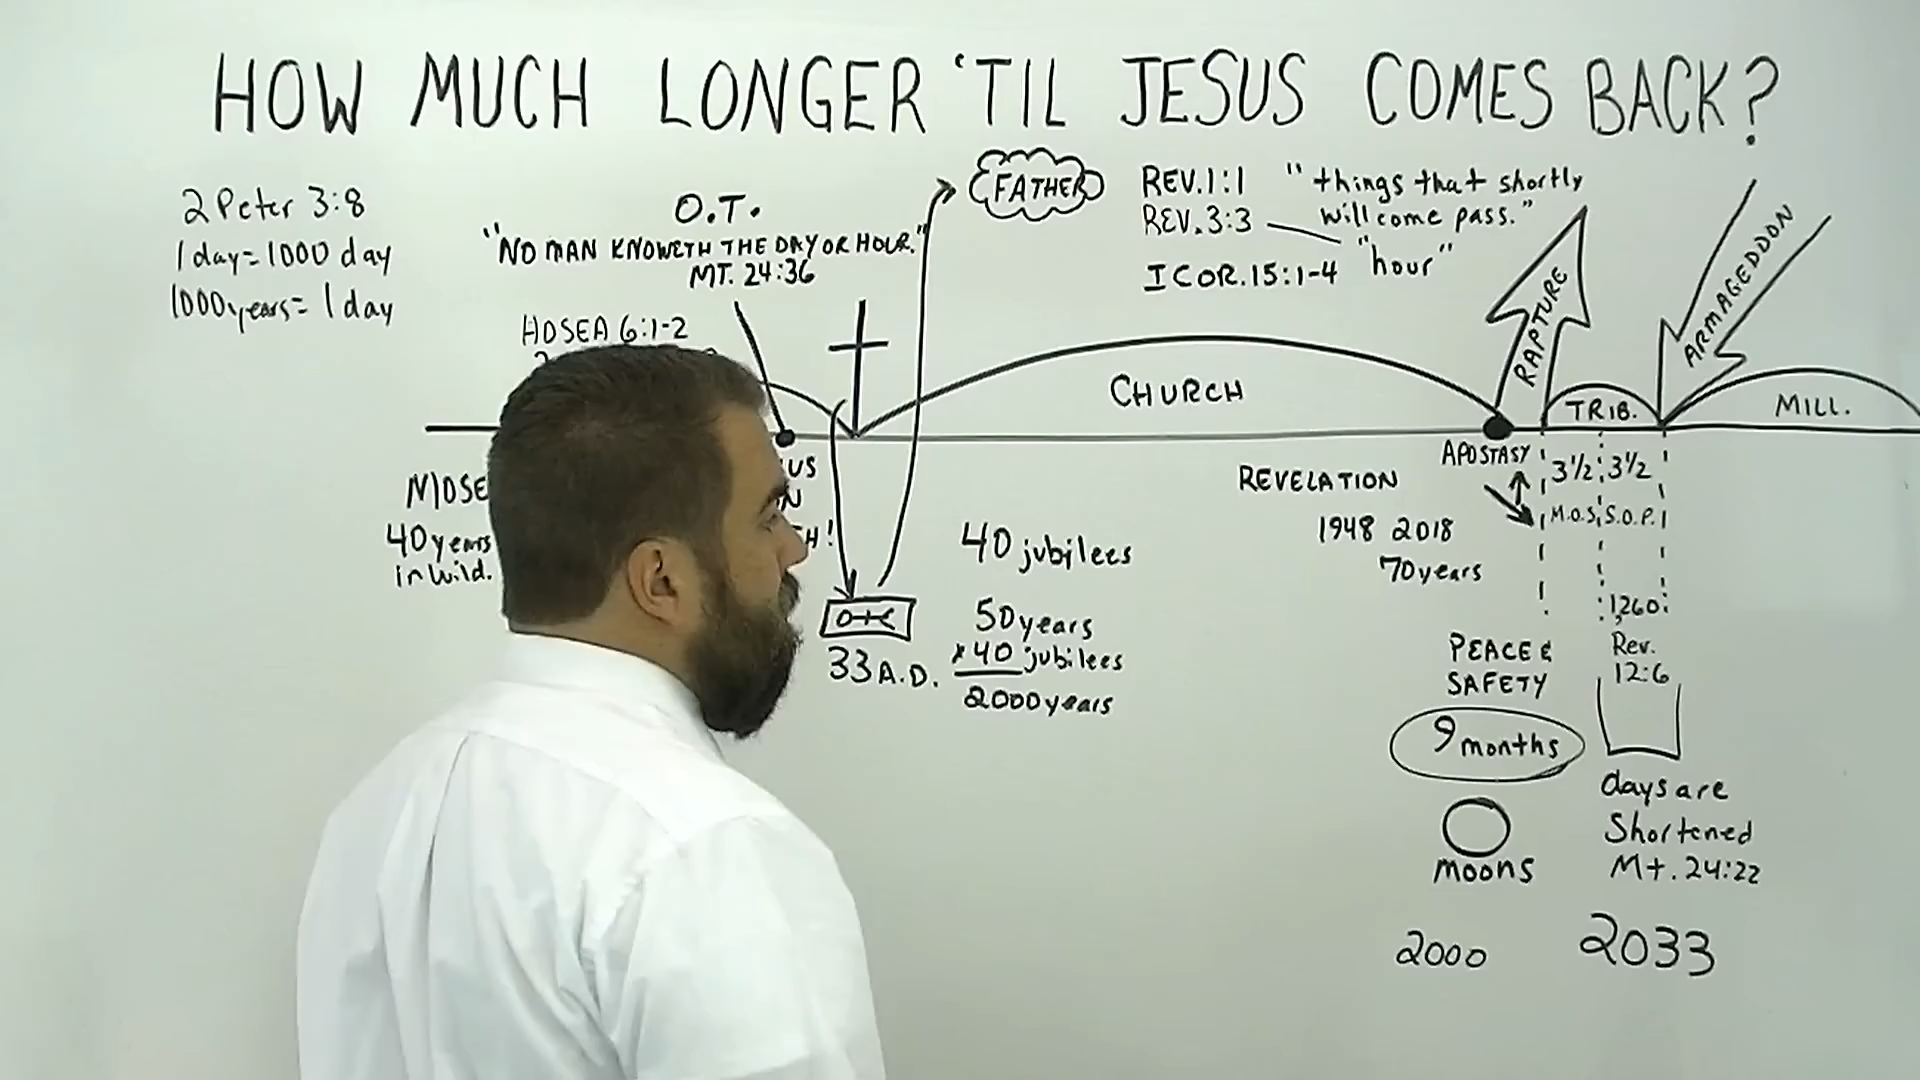 HOW MUCH LONGER 'TIL JESUS COMES BACK?
2 Peter 3:8
1 day = 1000 day
1000 years = 1 day
O.T.
"NO MAN KNOWETH THE DAY OR HOUR."
MT. 24:36
HOSEA 6:1-2
FATHER
REV. 1:1 "things that shortly
will come pass."
REV. 3:3
"hour"
I COR. 15:1-4
RAPTURE
ARMAGEDDON
CHURCH
TRIB.
MILL.
MOSE
40 years
in wild.
US
N
H!
33 A.D.
40 jubilees
50 years
x 40 jubilees
2000 years
REVELATION
1948 2018
70 years
APOSTASY
3½ 3½
M.O.S. S.O.P.
1,260
Rev.
12:6
PEACE &
SAFETY
9 months
moons
days are
Shortened
Mt. 24:22
2000
2033